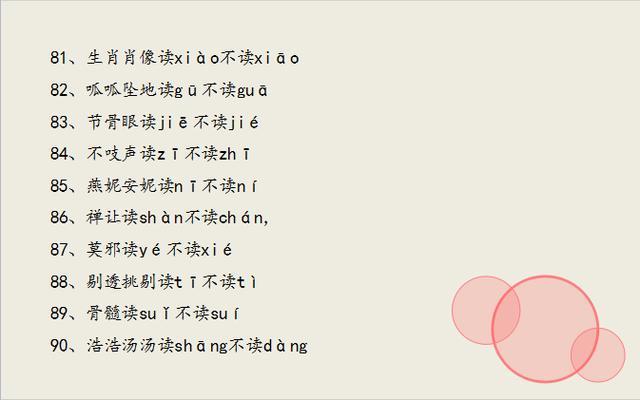 81、生肖肖像读xiào不读xiāo
82、呱呱坠地读gū不读guā
83、节骨眼读jiē不读jié
84、不吱声读zī不读zhī
85、燕妮安妮读nī不读ní
86、禅让读shàn不读chán,
87、莫邪读yé不读xié
88、剔透挑剔读tī不读tì
89、骨髓读suǐ不读suí
90、浩浩汤汤读shāng不读dàng